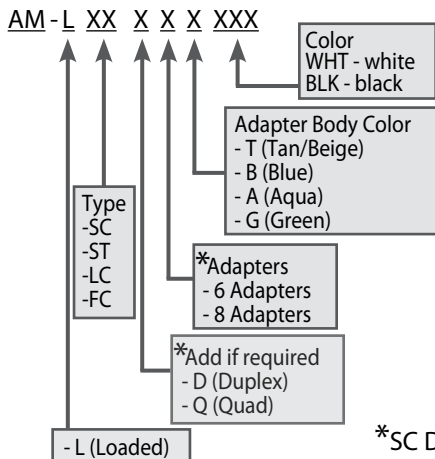 AM - L XX X X X XXX
Color
WHT - white
BLK - black
Adapter Body Color
- T (Tan/Beige)
- B (Blue)
- A (Aqua)
- G (Green)
Type
-SC
-ST
-LC
-FC
*Adapters
- 6 Adapters
- 8 Adapters
*Add if required
- D (Duplex)
- Q (Quad)
- L (Loaded)
*SC D